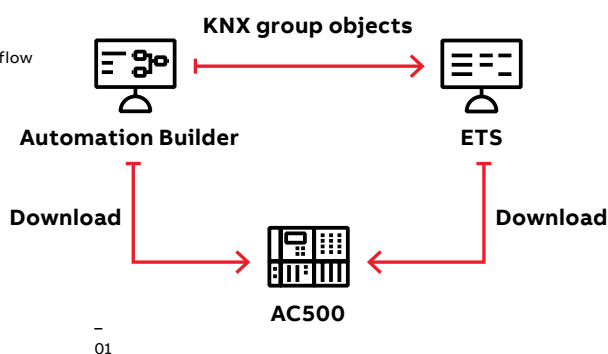 KNX group objects
flow
Automation Builder
ETS
Download
Download
AC500
–
01